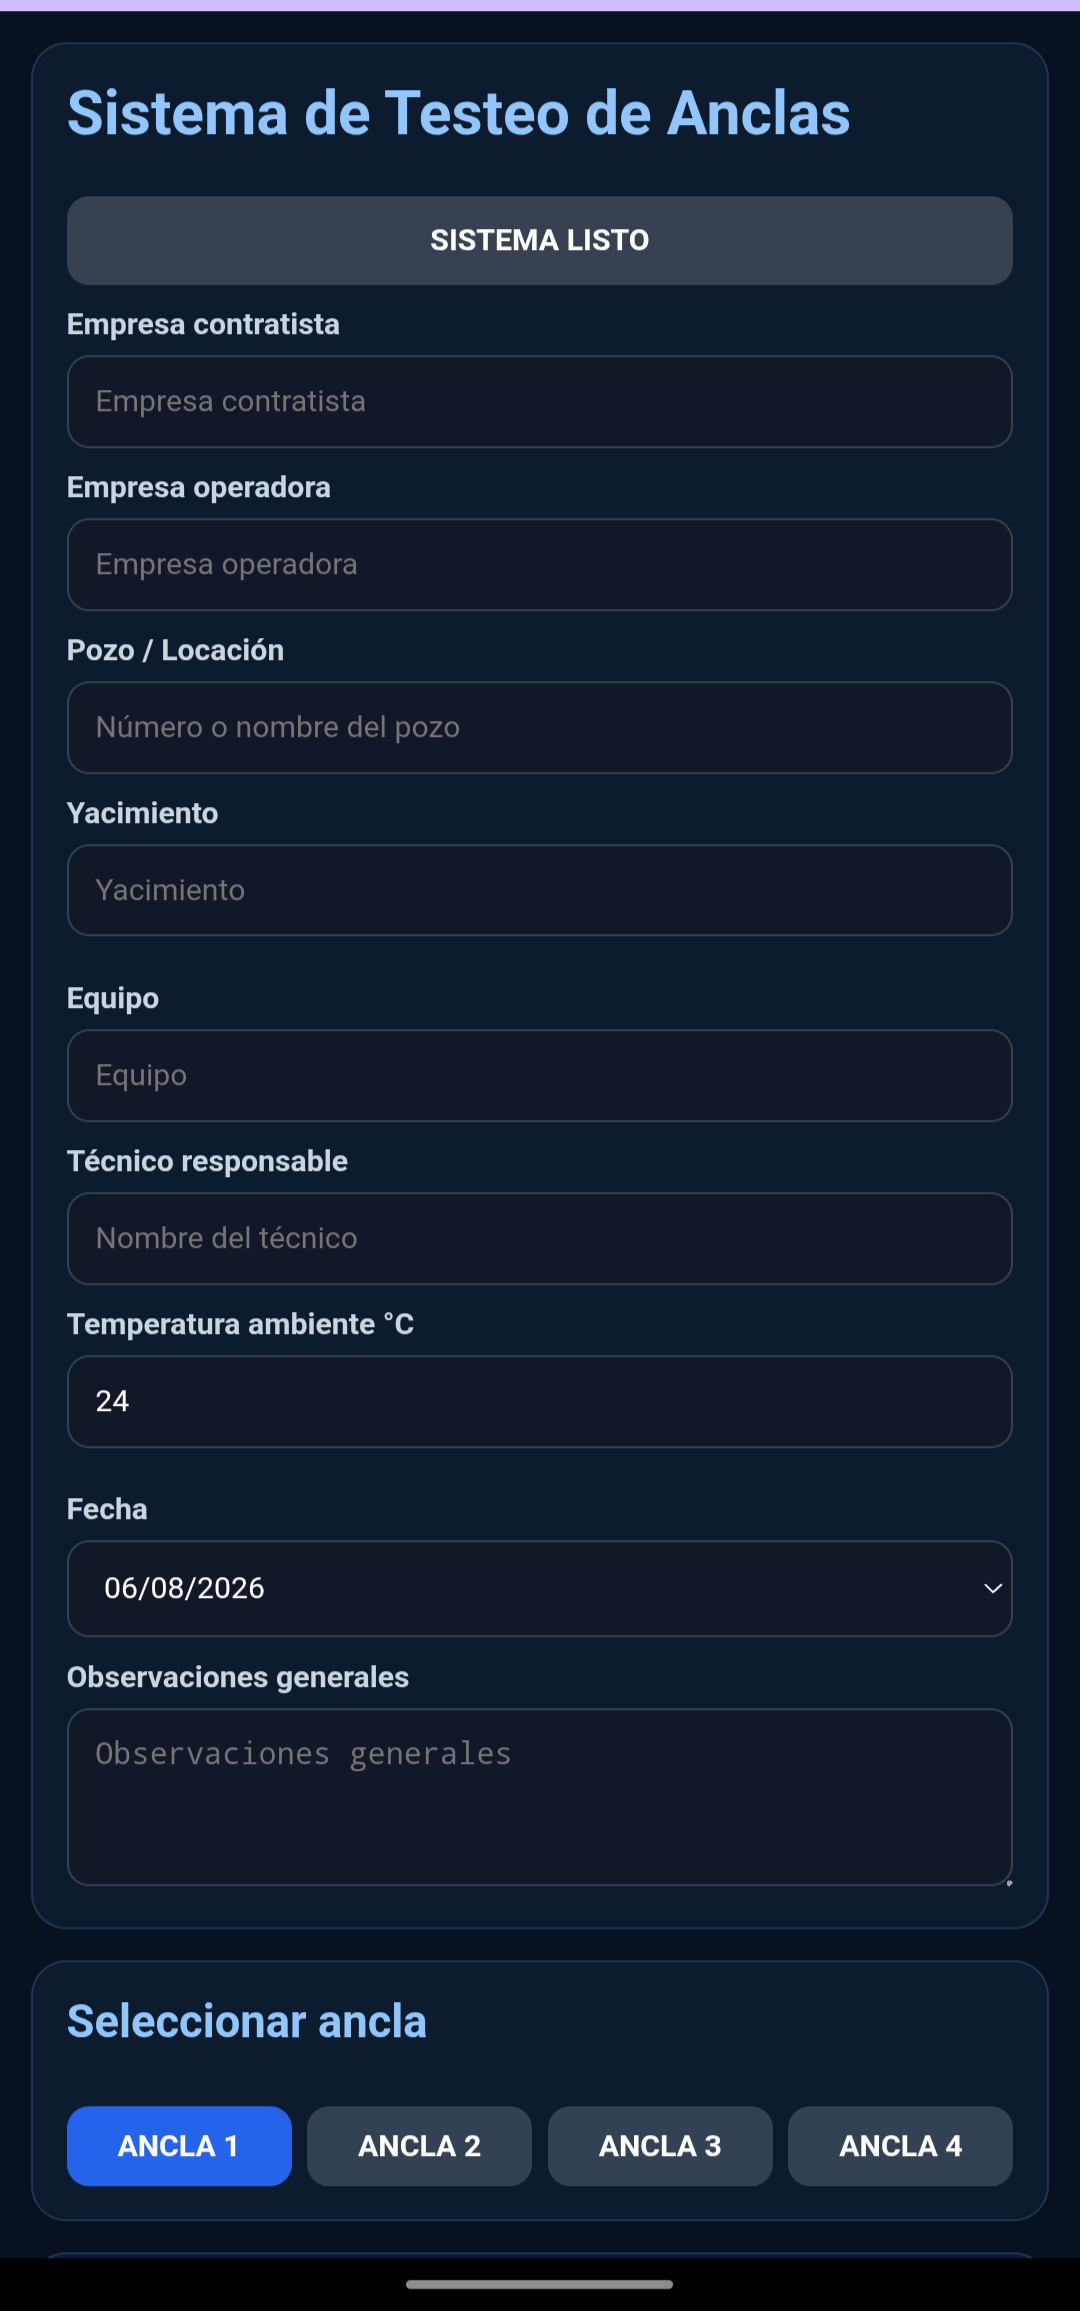 Sistema de Testeo de Anclas
SISTEMA LISTO
Empresa contratista
Empresa contratista
Empresa operadora
Empresa operadora
Pozo / Locación
Número o nombre del pozo
Yacimiento
Yacimiento
Equipo
Equipo
Técnico responsable
Nombre del técnico
Temperatura ambiente °C
24
Fecha
06/08/2026
Observaciones generales
Observaciones generales
Seleccionar ancla
ANCLA 1 ANCLA 2 ANCLA 3 ANCLA 4